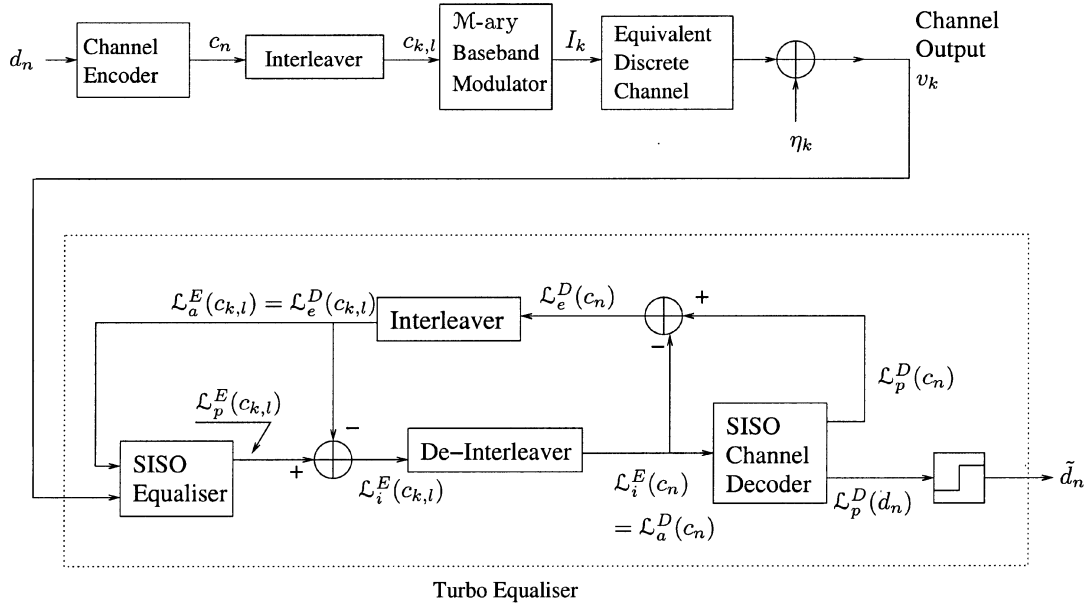 d_n
Channel
Encoder
c_n
Interleaver
c_{k,l}
M-ary
Baseband
Modulator
I_k
Equivalent
Discrete
Channel
η_k
Channel
Output
v_k
ℒ_a^E(c_{k,l}) = ℒ_e^D(c_{k,l})
Interleaver
ℒ_e^D(c_n)
+
−
ℒ_p^D(c_n)
ℒ_p^E(c_{k,l})
−
+
SISO
Equaliser
De−Interleaver
ℒ_i^E(c_{k,l})
ℒ_i^E(c_n)
= ℒ_a^D(c_n)
SISO
Channel
Decoder
ℒ_p^D(d_n)
d̃_n
Turbo Equaliser